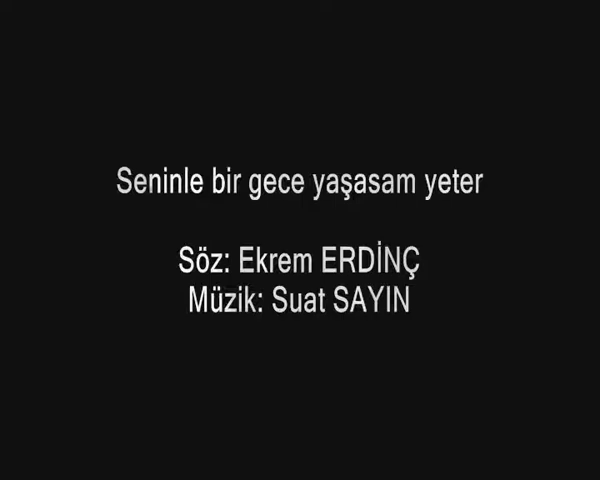 Seninle bir gece yaşasam yeter
Söz: Ekrem ERDİNÇ
Müzik: Suat SAYIN